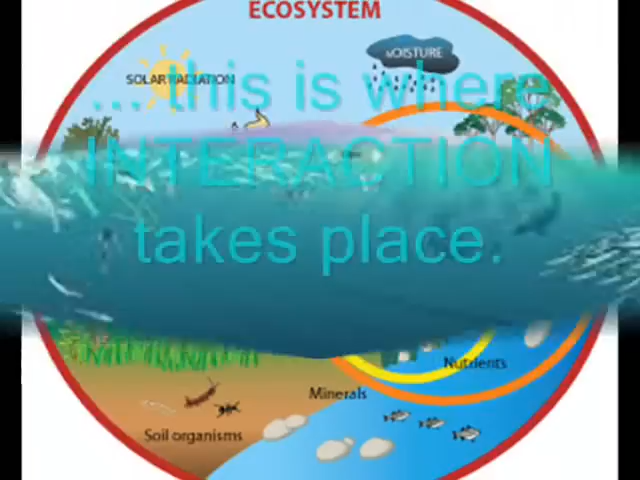 ECOSYSTEM
MOISTURE
SOLAR RADIATION
... this is where
INTERACTION
takes place.
Nutrients
Minerals
Soil organisms